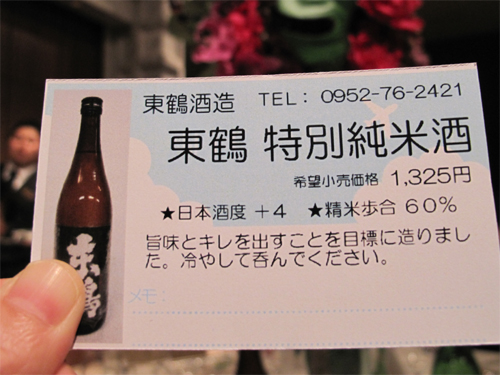 東鶴酒造 TEL: 0952-76-2421
東鶴 特別純米酒
希望小売価格 1,325円
★日本酒度 +4 ★精米歩合 60%
旨味とキレを出すことを目標に造りまし
た。冷やして呑んでください。
メモ:
東鶴